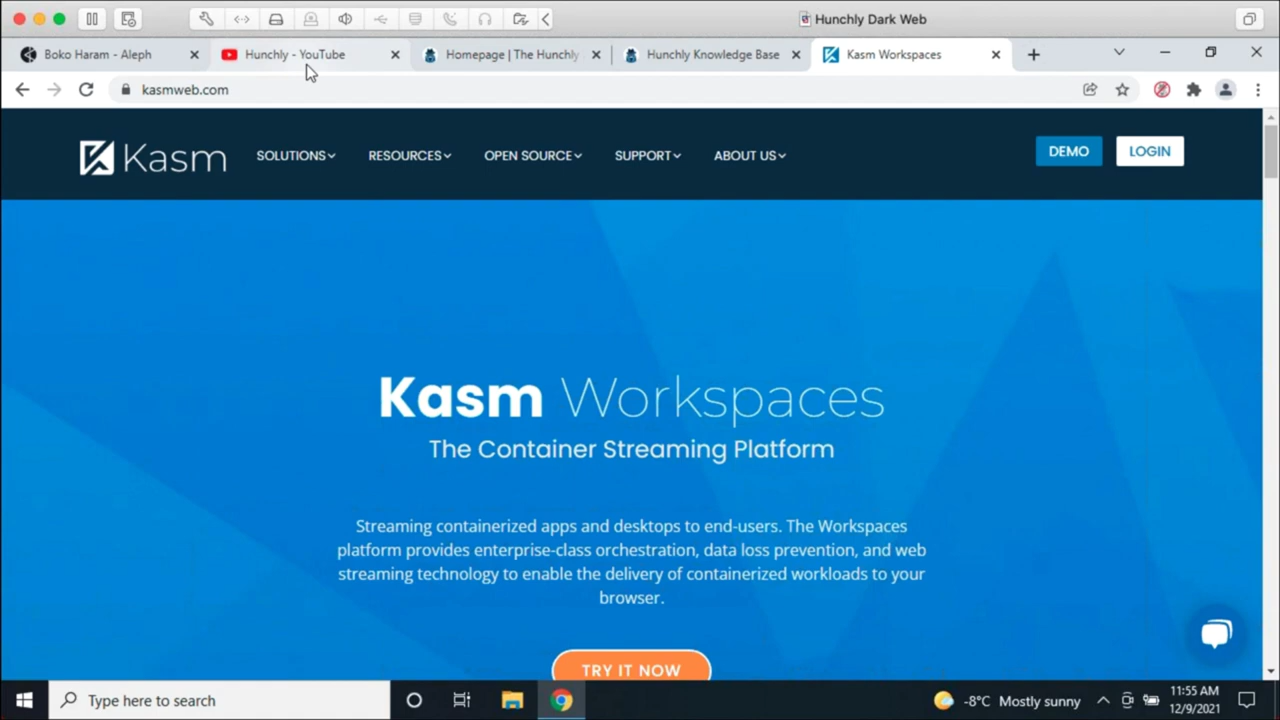 Hunchly Dark Web
Boko Haram - Aleph
Hunchly - YouTube
Homepage | The Hunchly
Hunchly Knowledge Base
Kasm Workspaces
kasmweb.com
Kasm
SOLUTIONS
RESOURCES
OPEN SOURCE
SUPPORT
ABOUT US
DEMO
LOGIN
Kasm Workspaces
The Container Streaming Platform
Streaming containerized apps and desktops to end-users. The Workspaces
platform provides enterprise-class orchestration, data loss prevention, and web
streaming technology to enable the delivery of containerized workloads to your
browser.
TRY IT NOW
Type here to search
-8°C Mostly sunny
11:55 AM
12/9/2021